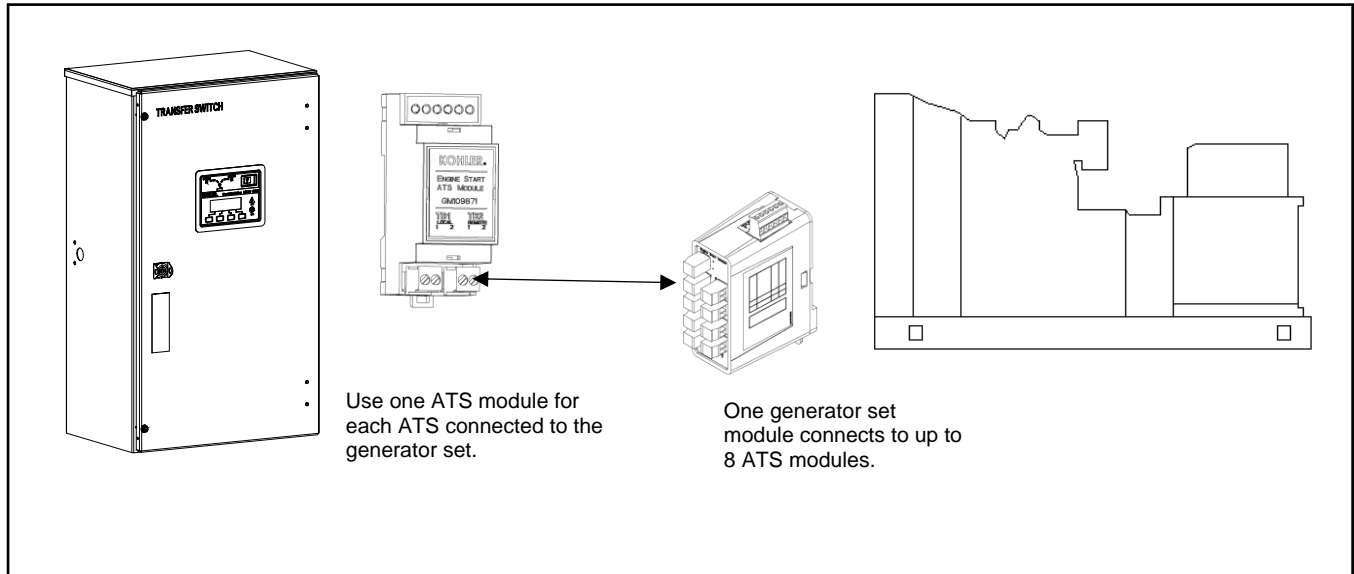 TRANSFER SWITCH
KOHLER.
ENGINE START
ATS MODULE
GM109871
TB1 TB2
LOCAL REMOTE
1 2 1 2
Use one ATS module for
each ATS connected to the
generator set.
One generator set
module connects to up to
8 ATS modules.